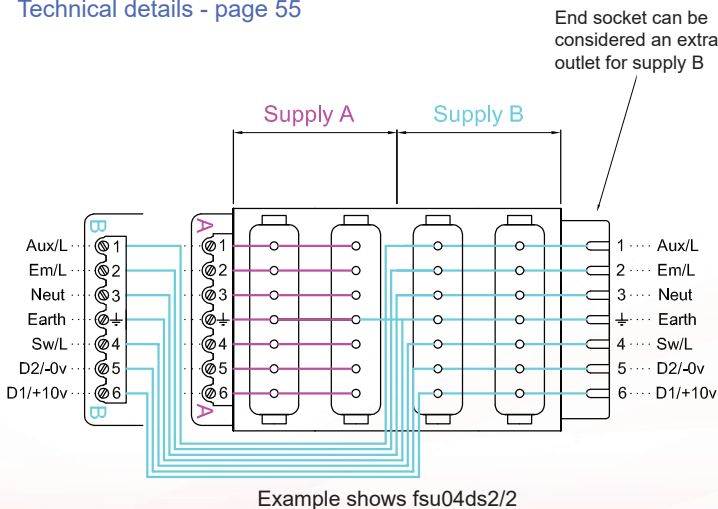 Technical details - page 55
End socket can be
considered an extra
outlet for supply B
Supply A
Supply B
B
A
Aux/L 1
Em/L 2
Neut 3
Earth
Sw/L 4
D2/-0v 5
D1/+10v 6
B
1
2
3
4
5
6
A
1 Aux/L
2 Em/L
3 Neut
Earth
4 Sw/L
5 D2/-0v
6 D1/+10v
Example shows fsu04ds2/2